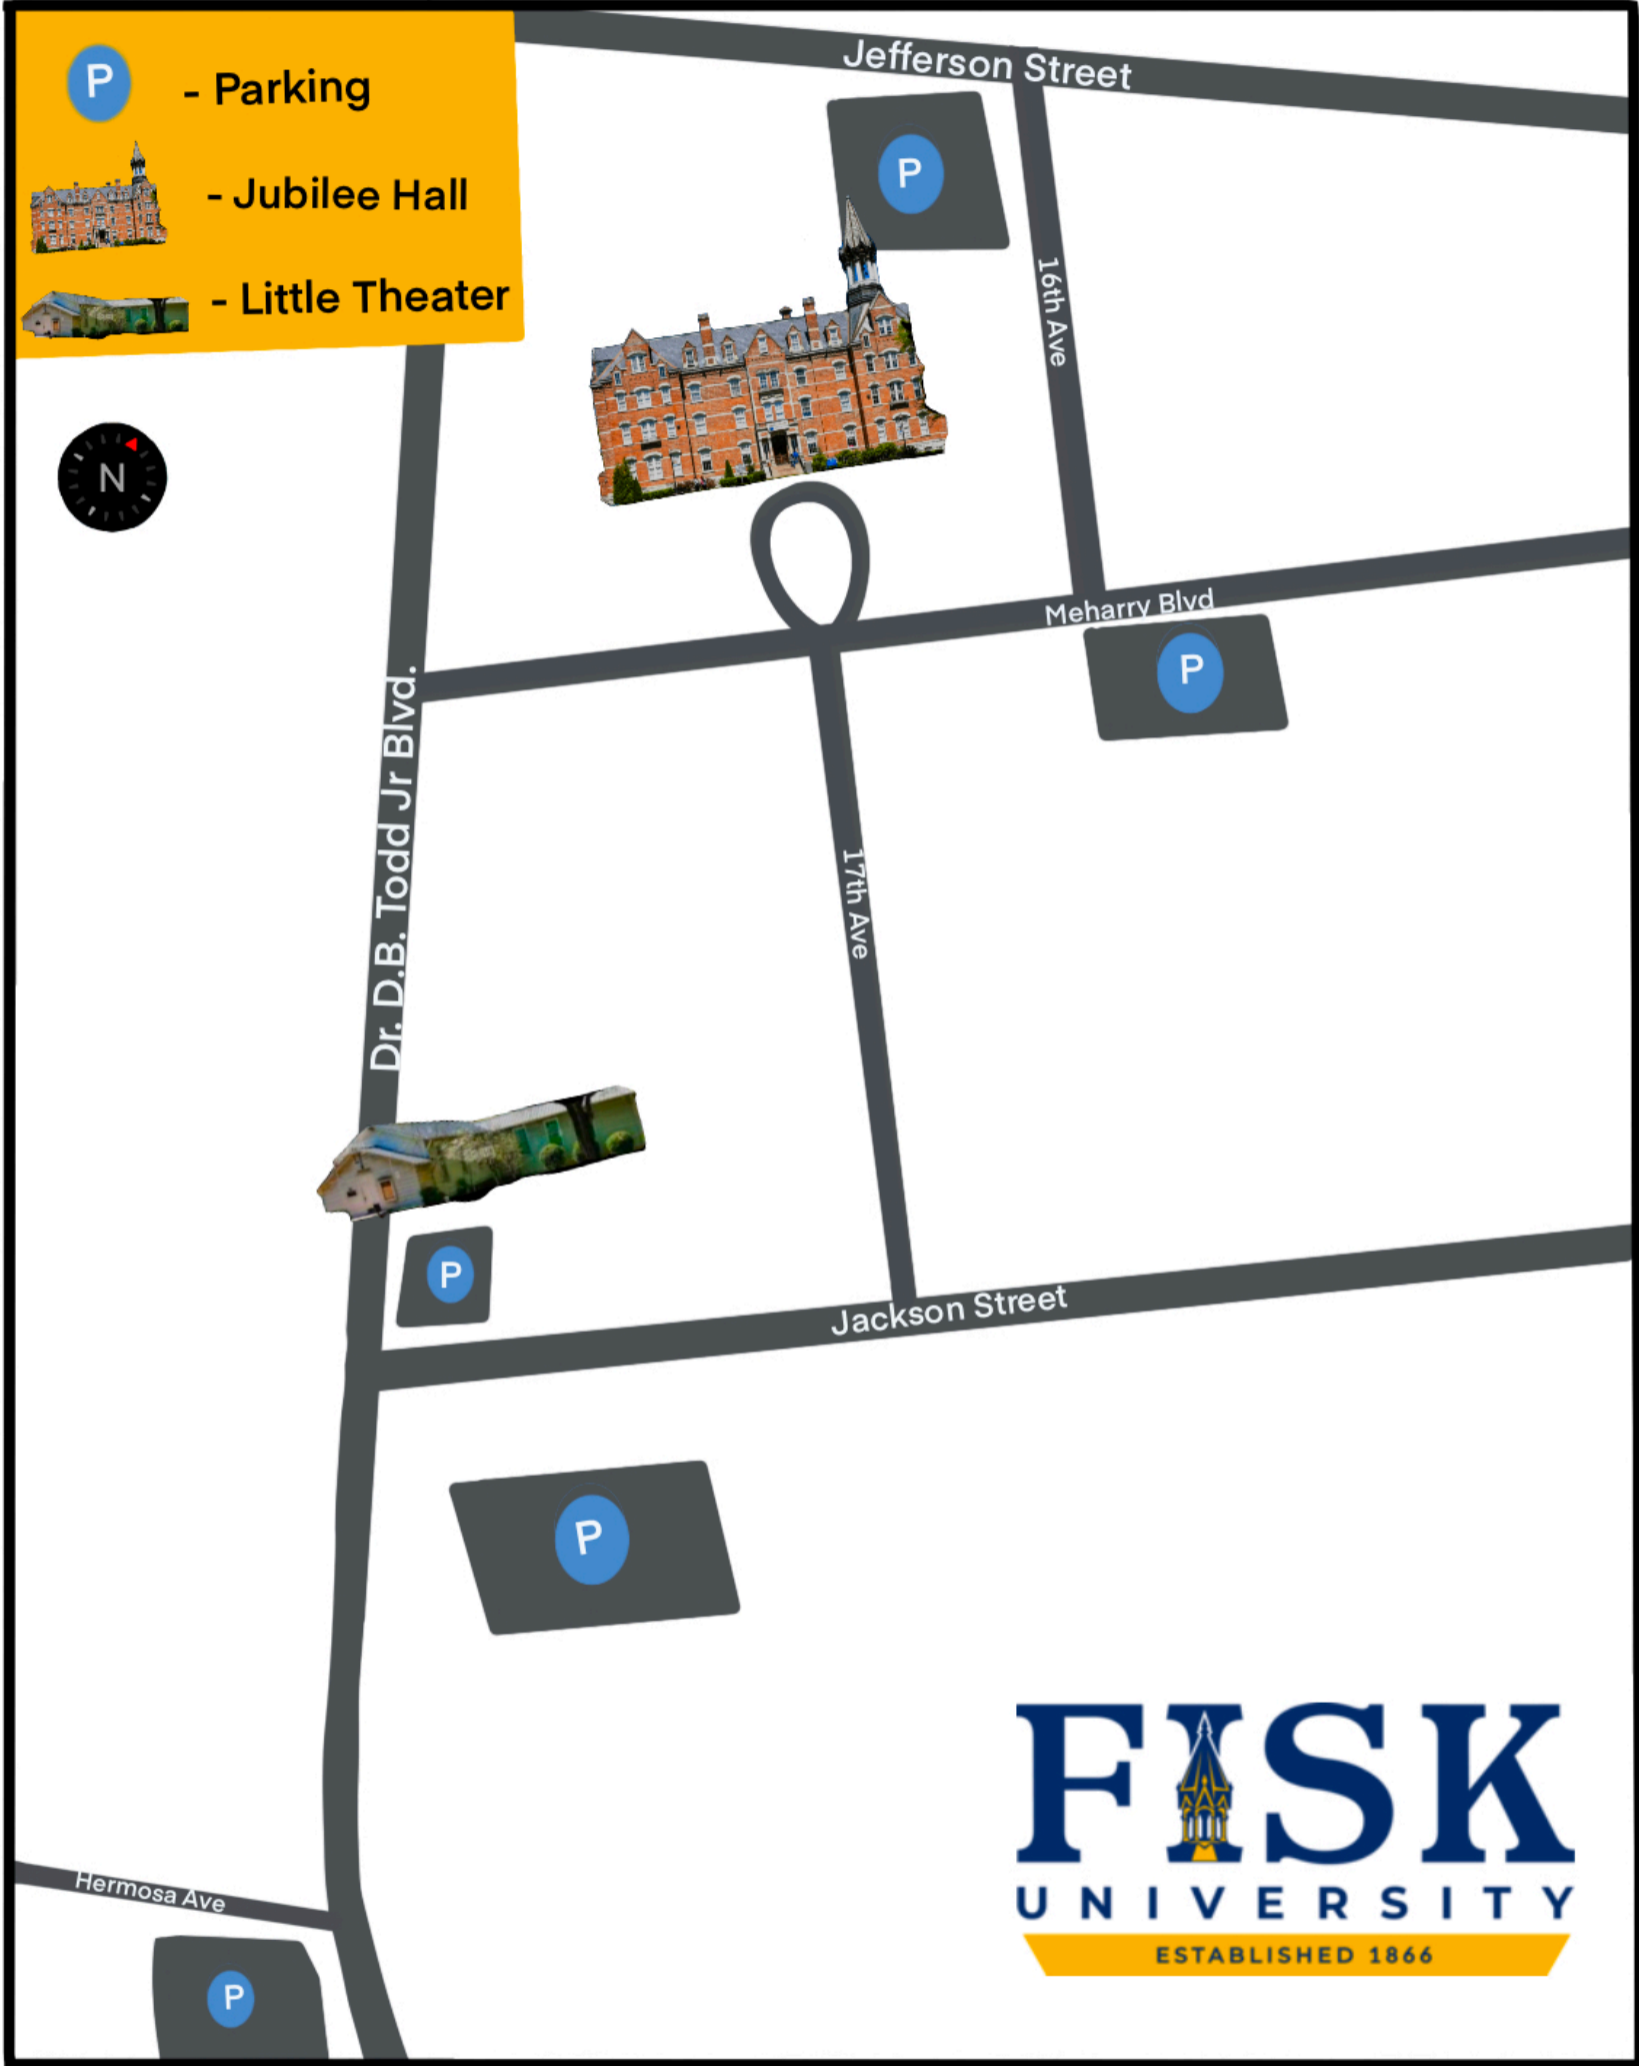 P - Parking
- Jubilee Hall
- Little Theater
Jefferson Street
P
16th Ave
N
Meharry Blvd
P
Dr. D.B. Todd Jr Blvd.
17th Ave
P
Jackson Street
P
FISK
UNIVERSITY
ESTABLISHED 1866
Hermosa Ave
P